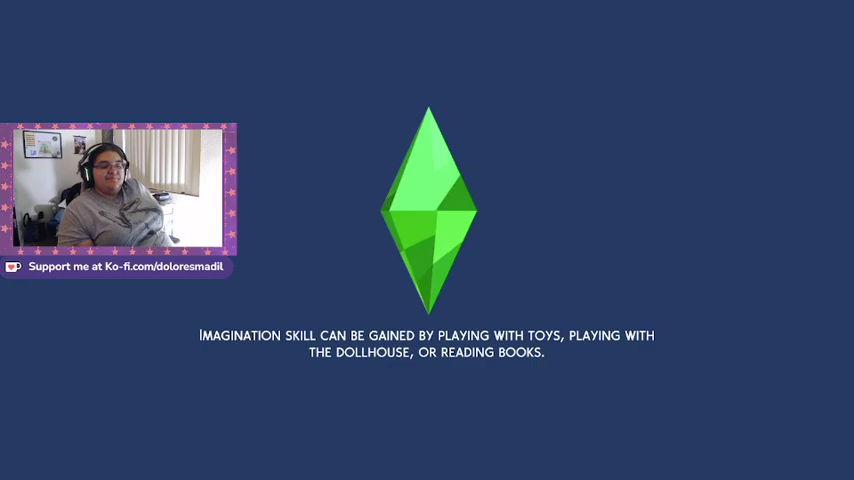 Support me at Ko-fi.com/doloresmadil
IMAGINATION SKILL CAN BE GAINED BY PLAYING WITH TOYS, PLAYING WITH
THE DOLLHOUSE, OR READING BOOKS.